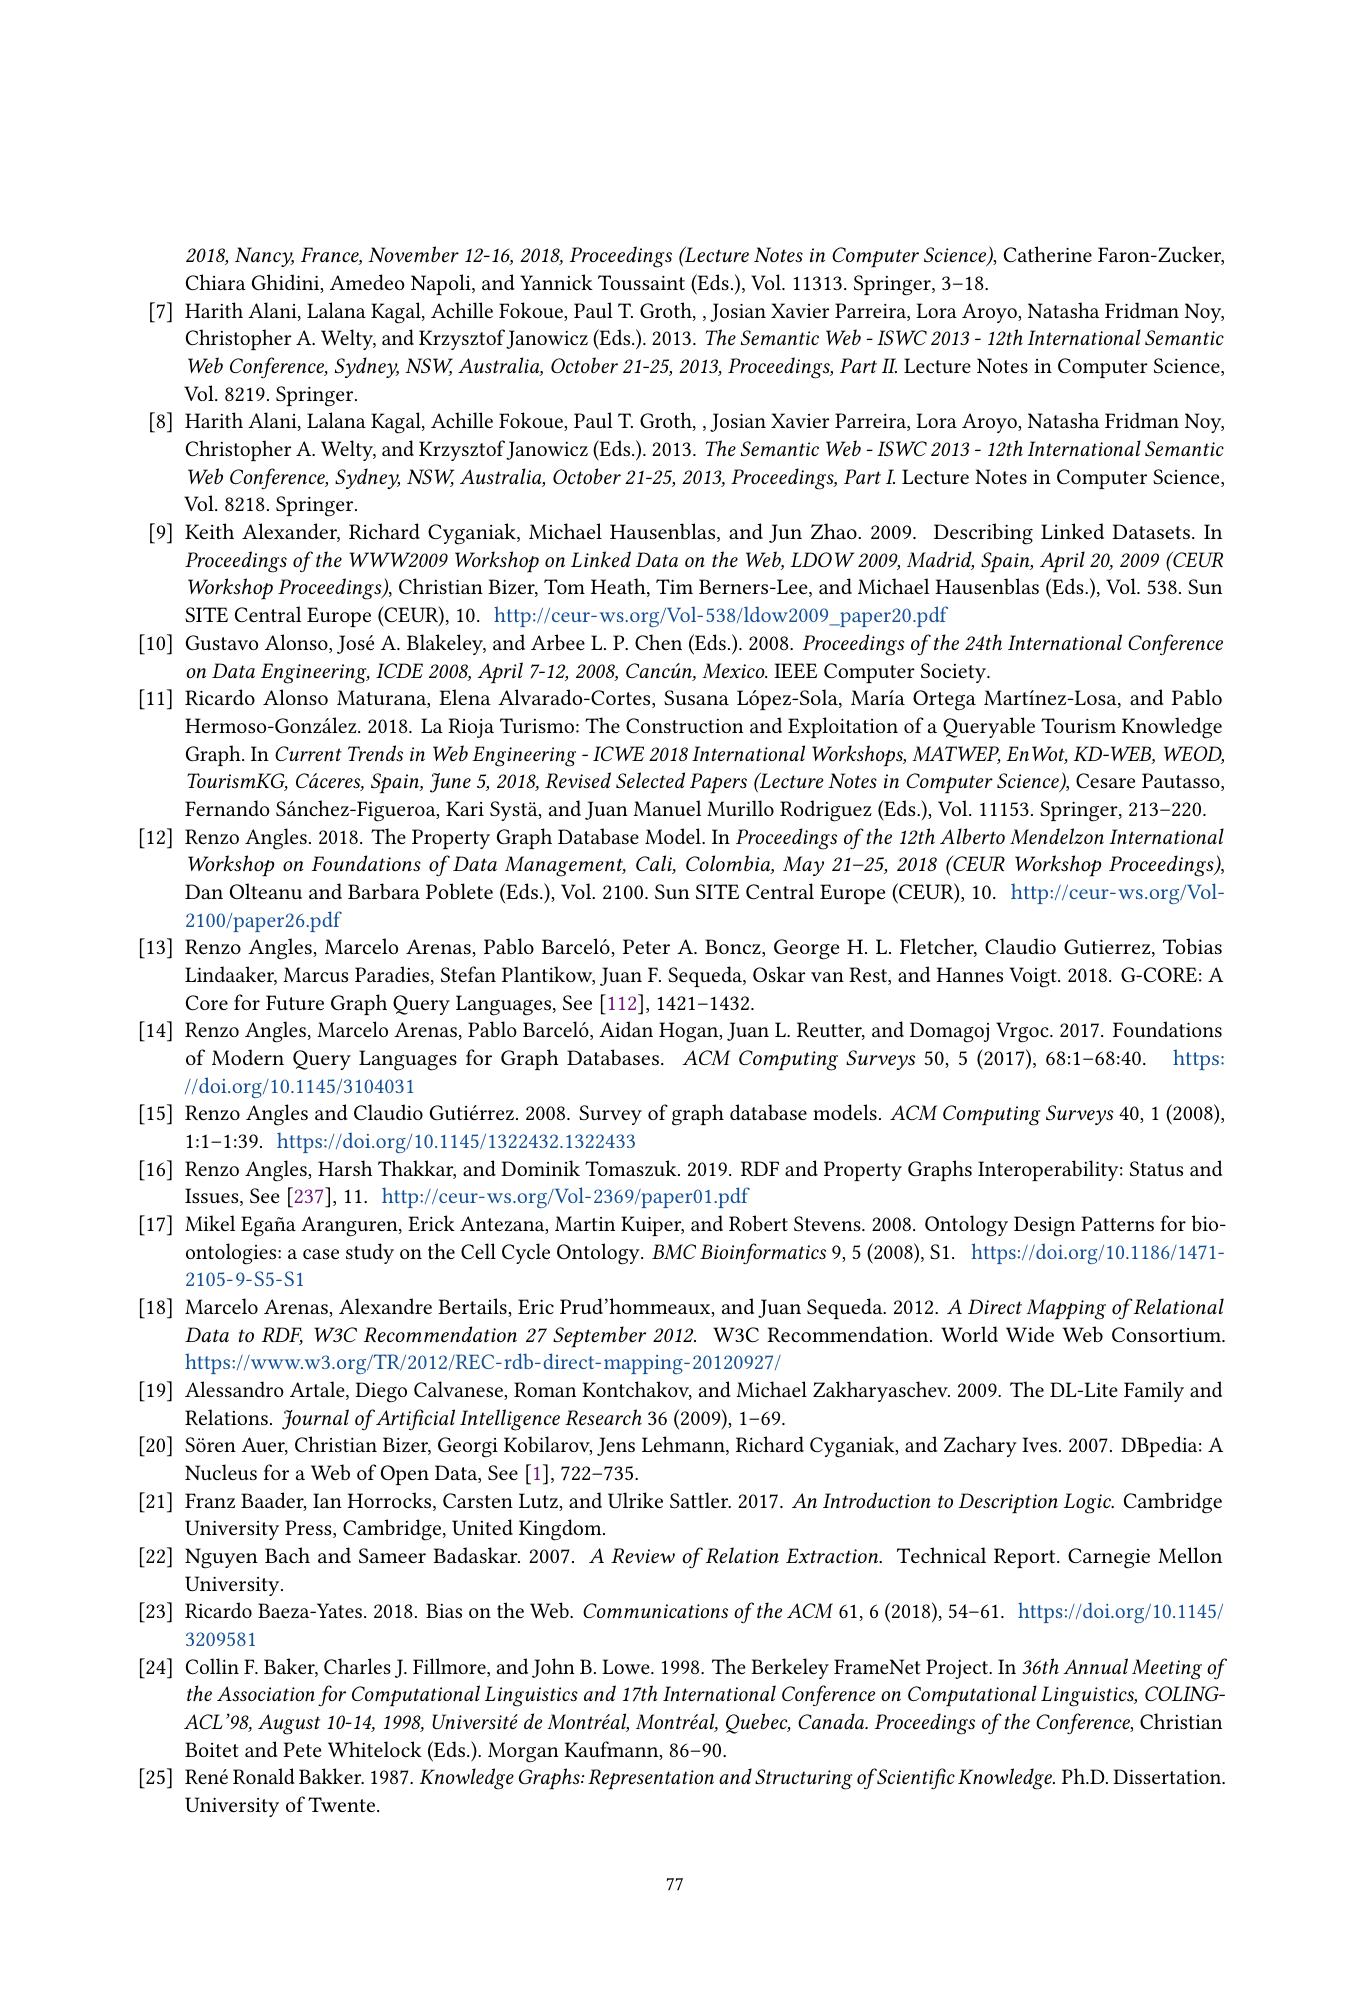 2018, Nancy, France, November 12-16, 2018, Proceedings (Lecture Notes in Computer Science), Catherine Faron-Zucker,
Chiara Ghidini, Amedeo Napoli, and Yannick Toussaint (Eds.), Vol. 11313. Springer, 3–18.
[7] Harith Alani, Lalana Kagal, Achille Fokoue, Paul T. Groth, , Josian Xavier Parreira, Lora Aroyo, Natasha Fridman Noy,
Christopher A. Welty, and Krzysztof Janowicz (Eds.). 2013. The Semantic Web - ISWC 2013 - 12th International Semantic
Web Conference, Sydney, NSW, Australia, October 21-25, 2013, Proceedings, Part II. Lecture Notes in Computer Science,
Vol. 8219. Springer.
[8] Harith Alani, Lalana Kagal, Achille Fokoue, Paul T. Groth, , Josian Xavier Parreira, Lora Aroyo, Natasha Fridman Noy,
Christopher A. Welty, and Krzysztof Janowicz (Eds.). 2013. The Semantic Web - ISWC 2013 - 12th International Semantic
Web Conference, Sydney, NSW, Australia, October 21-25, 2013, Proceedings, Part I. Lecture Notes in Computer Science,
Vol. 8218. Springer.
[9] Keith Alexander, Richard Cyganiak, Michael Hausenblas, and Jun Zhao. 2009. Describing Linked Datasets. In
Proceedings of the WWW2009 Workshop on Linked Data on the Web, LDOW 2009, Madrid, Spain, April 20, 2009 (CEUR
Workshop Proceedings), Christian Bizer, Tom Heath, Tim Berners-Lee, and Michael Hausenblas (Eds.), Vol. 538. Sun
SITE Central Europe (CEUR), 10. http://ceur-ws.org/Vol-538/ldow2009_paper20.pdf
[10] Gustavo Alonso, José A. Blakeley, and Arbee L. P. Chen (Eds.). 2008. Proceedings of the 24th International Conference
on Data Engineering, ICDE 2008, April 7-12, 2008, Cancún, Mexico. IEEE Computer Society.
[11] Ricardo Alonso Maturana, Elena Alvarado-Cortes, Susana López-Sola, María Ortega Martínez-Losa, and Pablo
Hermoso-González. 2018. La Rioja Turismo: The Construction and Exploitation of a Queryable Tourism Knowledge
Graph. In Current Trends in Web Engineering - ICWE 2018 International Workshops, MATWEP, EnWot, KD-WEB, WEOD,
TourismKG, Cáceres, Spain, June 5, 2018, Revised Selected Papers (Lecture Notes in Computer Science), Cesare Pautasso,
Fernando Sánchez-Figueroa, Kari Systä, and Juan Manuel Murillo Rodriguez (Eds.), Vol. 11153. Springer, 213–220.
[12] Renzo Angles. 2018. The Property Graph Database Model. In Proceedings of the 12th Alberto Mendelzon International
Workshop on Foundations of Data Management, Cali, Colombia, May 21–25, 2018 (CEUR Workshop Proceedings),
Dan Olteanu and Barbara Poblete (Eds.), Vol. 2100. Sun SITE Central Europe (CEUR), 10. http://ceur-ws.org/Vol-
2100/paper26.pdf
[13] Renzo Angles, Marcelo Arenas, Pablo Barceló, Peter A. Boncz, George H. L. Fletcher, Claudio Gutierrez, Tobias
Lindaaker, Marcus Paradies, Stefan Plantikow, Juan F. Sequeda, Oskar van Rest, and Hannes Voigt. 2018. G-CORE: A
Core for Future Graph Query Languages, See [112], 1421–1432.
[14] Renzo Angles, Marcelo Arenas, Pablo Barceló, Aidan Hogan, Juan L. Reutter, and Domagoj Vrgoc. 2017. Foundations
of Modern Query Languages for Graph Databases. ACM Computing Surveys 50, 5 (2017), 68:1–68:40. https:
//doi.org/10.1145/3104031
[15] Renzo Angles and Claudio Gutiérrez. 2008. Survey of graph database models. ACM Computing Surveys 40, 1 (2008),
1:1–1:39. https://doi.org/10.1145/1322432.1322433
[16] Renzo Angles, Harsh Thakkar, and Dominik Tomaszuk. 2019. RDF and Property Graphs Interoperability: Status and
Issues, See [237], 11. http://ceur-ws.org/Vol-2369/paper01.pdf
[17] Mikel Egaña Aranguren, Erick Antezana, Martin Kuiper, and Robert Stevens. 2008. Ontology Design Patterns for bio-
ontologies: a case study on the Cell Cycle Ontology. BMC Bioinformatics 9, 5 (2008), S1. https://doi.org/10.1186/1471-
2105-9-S5-S1
[18] Marcelo Arenas, Alexandre Bertails, Eric Prud'hommeaux, and Juan Sequeda. 2012. A Direct Mapping of Relational
Data to RDF, W3C Recommendation 27 September 2012. W3C Recommendation. World Wide Web Consortium.
https://www.w3.org/TR/2012/REC-rdb-direct-mapping-20120927/
[19] Alessandro Artale, Diego Calvanese, Roman Kontchakov, and Michael Zakharyaschev. 2009. The DL-Lite Family and
Relations. Journal of Artificial Intelligence Research 36 (2009), 1–69.
[20] Sören Auer, Christian Bizer, Georgi Kobilarov, Jens Lehmann, Richard Cyganiak, and Zachary Ives. 2007. DBpedia: A
Nucleus for a Web of Open Data, See [1], 722–735.
[21] Franz Baader, Ian Horrocks, Carsten Lutz, and Ulrike Sattler. 2017. An Introduction to Description Logic. Cambridge
University Press, Cambridge, United Kingdom.
[22] Nguyen Bach and Sameer Badaskar. 2007. A Review of Relation Extraction. Technical Report. Carnegie Mellon
University.
[23] Ricardo Baeza-Yates. 2018. Bias on the Web. Communications of the ACM 61, 6 (2018), 54–61. https://doi.org/10.1145/
3209581
[24] Collin F. Baker, Charles J. Fillmore, and John B. Lowe. 1998. The Berkeley FrameNet Project. In 36th Annual Meeting of
the Association for Computational Linguistics and 17th International Conference on Computational Linguistics, COLING-
ACL'98, August 10-14, 1998, Université de Montréal, Montréal, Quebec, Canada. Proceedings of the Conference, Christian
Boitet and Pete Whitelock (Eds.). Morgan Kaufmann, 86–90.
[25] René Ronald Bakker. 1987. Knowledge Graphs: Representation and Structuring of Scientific Knowledge. Ph.D. Dissertation.
University of Twente.
77